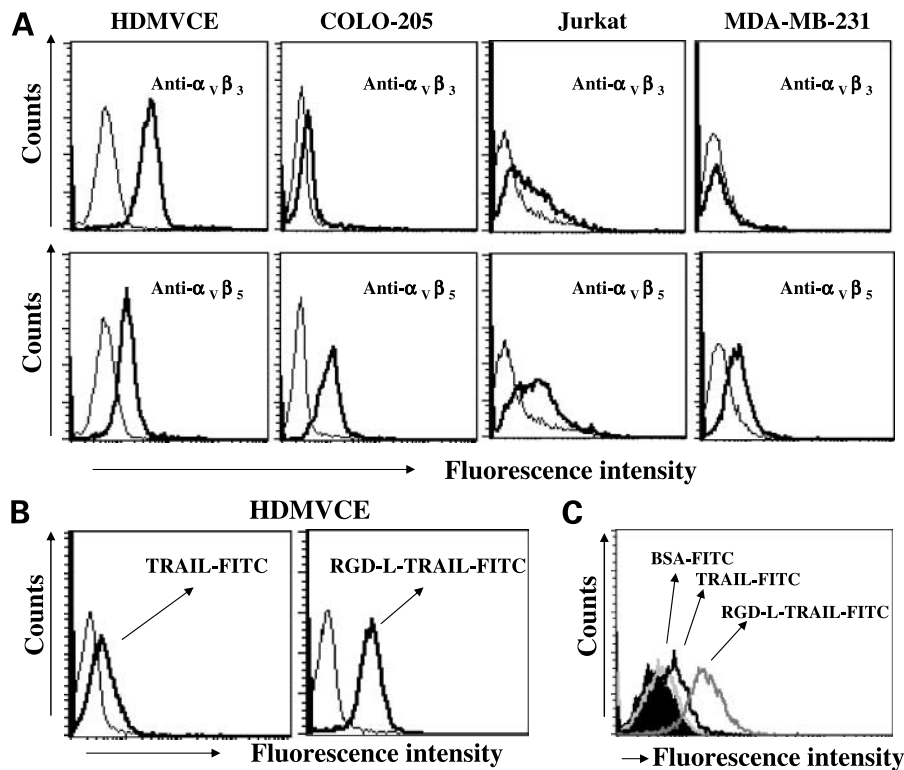 A
HDMVCE COLO-205 Jurkat MDA-MB-231
Counts
Anti-αVβ3 Anti-αVβ3 Anti-αVβ3 Anti-αVβ3
Counts
Anti-αVβ5 Anti-αVβ5 Anti-αVβ5 Anti-αVβ5
Fluorescence intensity
B
HDMVCE
Counts
TRAIL-FITC
RGD-L-TRAIL-FITC
Fluorescence intensity
C
Counts
BSA-FITC
TRAIL-FITC
RGD-L-TRAIL-FITC
Fluorescence intensity